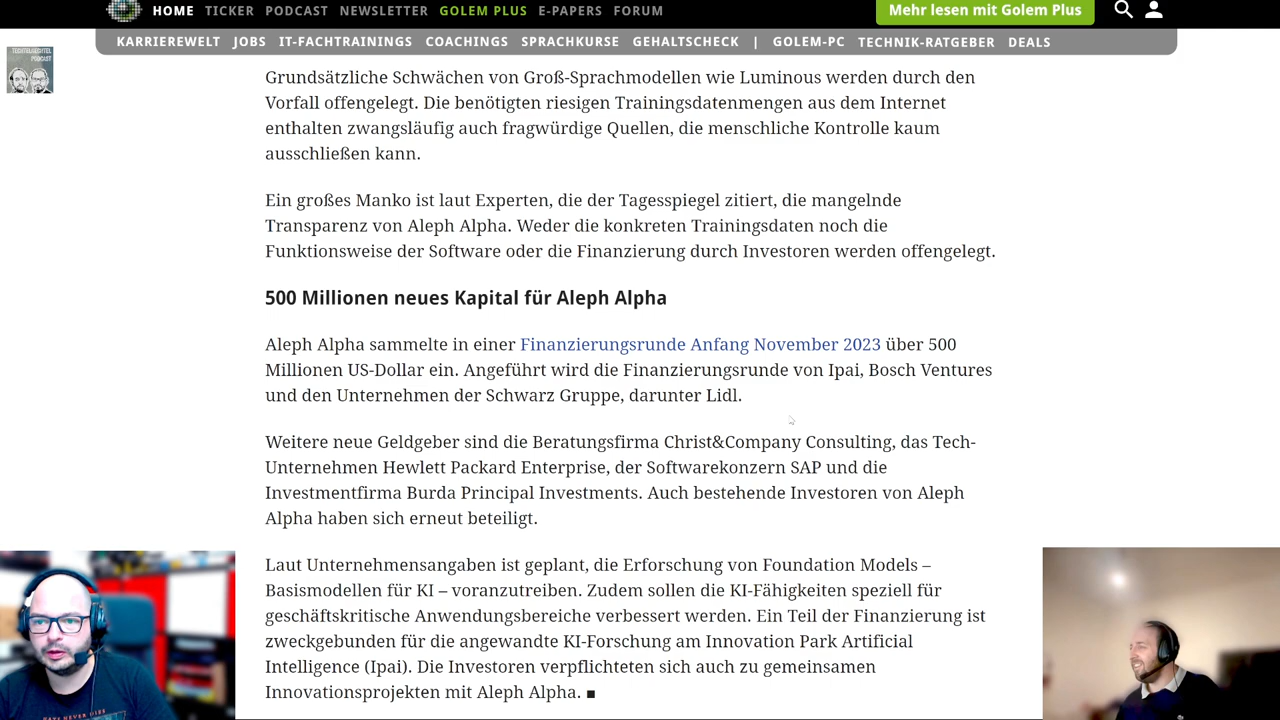 HOME TICKER PODCAST NEWSLETTER GOLEM PLUS E-PAPERS FORUM Mehr lesen mit Golem Plus
KARRIEREWELT JOBS IT-FACHTRAININGS COACHINGS SPRACHKURSE GEHALTSCHECK | GOLEM-PC TECHNIK-RATGEBER DEALS
TECHTELMECHTEL
PODCAST
Grundsätzliche Schwächen von Groß-Sprachmodellen wie Luminous werden durch den
Vorfall offengelegt. Die benötigten riesigen Trainingsdatenmengen aus dem Internet
enthalten zwangsläufig auch fragwürdige Quellen, die menschliche Kontrolle kaum
ausschließen kann.
Ein großes Manko ist laut Experten, die der Tagesspiegel zitiert, die mangelnde
Transparenz von Aleph Alpha. Weder die konkreten Trainingsdaten noch die
Funktionsweise der Software oder die Finanzierung durch Investoren werden offengelegt.
500 Millionen neues Kapital für Aleph Alpha
Aleph Alpha sammelte in einer Finanzierungsrunde Anfang November 2023 über 500
Millionen US-Dollar ein. Angeführt wird die Finanzierungsrunde von Ipai, Bosch Ventures
und den Unternehmen der Schwarz Gruppe, darunter Lidl.
Weitere neue Geldgeber sind die Beratungsfirma Christ&Company Consulting, das Tech-
Unternehmen Hewlett Packard Enterprise, der Softwarekonzern SAP und die
Investmentfirma Burda Principal Investments. Auch bestehende Investoren von Aleph
Alpha haben sich erneut beteiligt.
Laut Unternehmensangaben ist geplant, die Erforschung von Foundation Models –
Basismodellen für KI – voranzutreiben. Zudem sollen die KI-Fähigkeiten speziell für
geschäftskritische Anwendungsbereiche verbessert werden. Ein Teil der Finanzierung ist
zweckgebunden für die angewandte KI-Forschung am Innovation Park Artificial
Intelligence (Ipai). Die Investoren verpflichteten sich auch zu gemeinsamen
Innovationsprojekten mit Aleph Alpha. ■